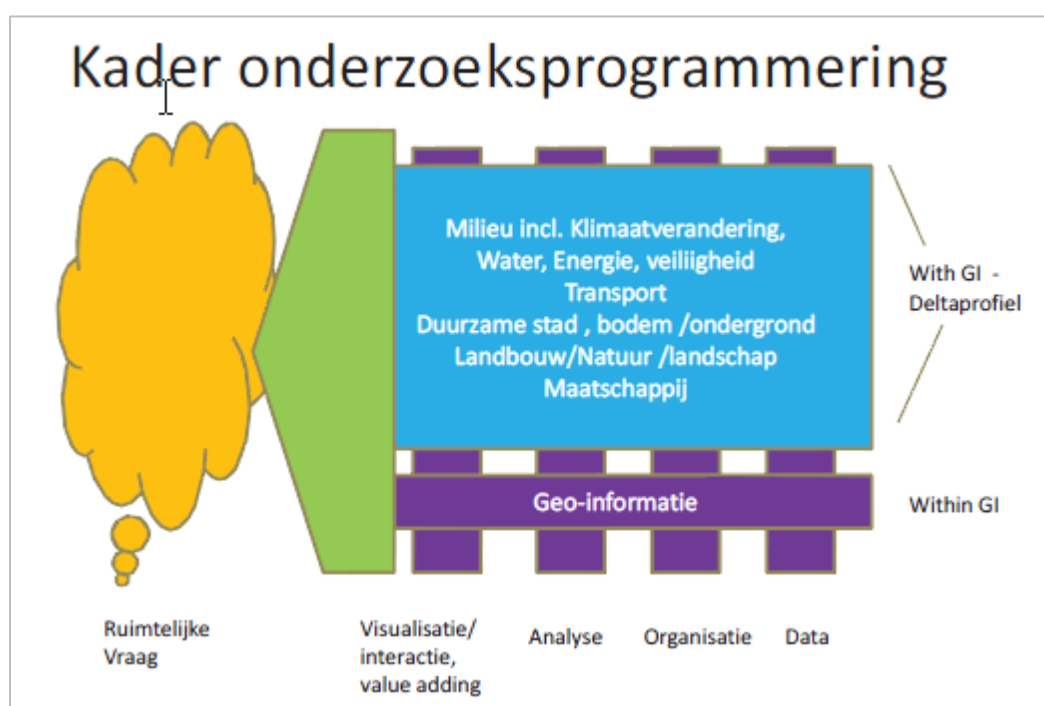 Kader onderzoeksprogrammering
Milieu incl. Klimaatverandering,
Water, Energie, veiliigheid
Transport
Duurzame stad , bodem /ondergrond
Landbouw/Natuur /landschap
Maatschappij
With GI -
Deltaprofiel
Geo-informatie
Within GI
Ruimtelijke
Vraag
Visualisatie/
interactie,
value adding
Analyse
Organisatie
Data